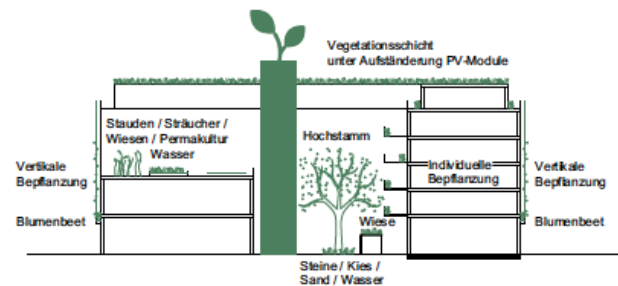 Vegetationsschicht
unter Aufständerung PV-Module
Stauden / Sträucher /
Wiesen / Permakultur
Wasser
Hochstamm
Vertikale
Bepflanzung
Individuelle
Bepflanzung
Vertikale
Bepflanzung
Blumenbeet
Wiese
Blumenbeet
Steine / Kies /
Sand / Wasser